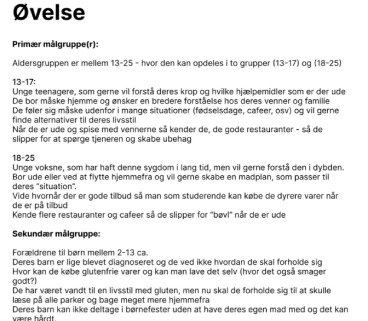 Øvelse
Primær målgruppe(r):
Aldersgruppen er mellem 13-25 - hvor den kan opdeles i to grupper (13-17) og (18-25)
13-17:
Unge teenagere, som gerne vil forstå deres krop og hvilke hjælpemidler som er der ude
De bor måske hjemme og ønsker en bredere forståelse hos deres venner og familie
De føler sig måske udenfor i mange situationer (fødselsdage, cafeer, osv) og vil gerne
finde alternativer til deres livsstil
Når de er ude og spise med vennerne så kender de, de gode restauranter - så de
slipper for at spørge tjeneren og skabe ubehag
18-25
Unge voksne, som har haft denne sygdom i lang tid, men vil gerne forstå den i dybden.
Bor ude eller ved at flytte hjemmefra og vil gerne skabe en madplan, som passer til
deres "situation".
Vide hvornår der er gode tilbud så man som studerende kan købe de dyrere varer når
de er på tilbud
Kende flere restauranter og cafeer så de slipper for "bøvl" når de er ude
Sekundær målgruppe:
Forældrene til børn mellem 2-13 ca.
Deres barn er lige blevet diagnoseret og de ved ikke hvordan de skal forholde sig
Hvor kan de købe glutenfrie varer og kan man lave det selv (hvor det også smager
godt?)
De har været vandt til en livsstil med gluten, men nu skal de forholde sig til at skulle
læse på alle parker og bage meget mere hjemmefra
Deres barn kan ikke deltage i børnefester uden at have deres egen mad med og det kan
være hårdt.